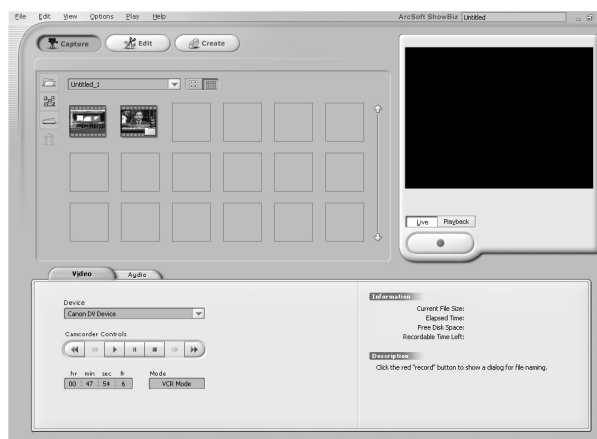 File Edit View Options Play Help
ArcSoft ShowBiz Untitled
Capture Edit Create
Untitled_1
Live Playback
Video Audio
Device
Canon DV Device
Camcorder Controls
hr min sec fr Mode
00 : 47 : 54 : 6 VCR Mode
Information
Current File Size:
Elapsed Time:
Free Disk Space:
Recordable Time Left:
Description
Click the red "record" button to show a dialog for file naming.